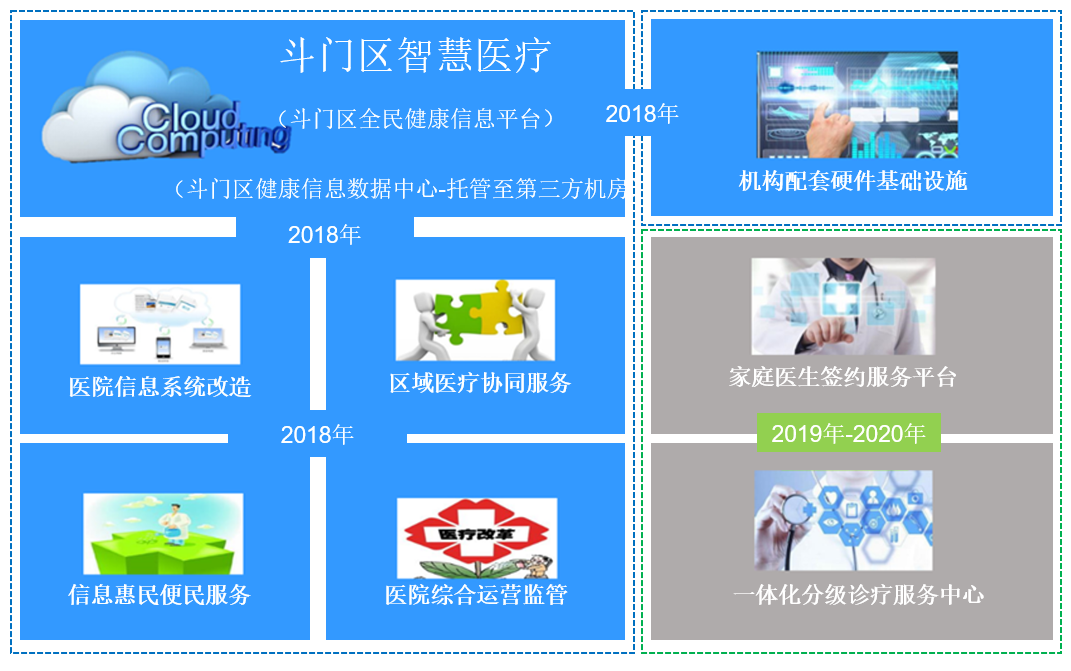 斗门区智慧医疗
Cloud
Computing
（斗门区全民健康信息平台）
（斗门区健康信息数据中心-托管至第三方机房
2018年
机构配套硬件基础设施
2018年
医院信息系统改造
区域医疗协同服务
家庭医生签约服务平台
2018年
2019年-2020年
医疗改革
信息惠民便民服务
医院综合运营监管
一体化分级诊疗服务中心